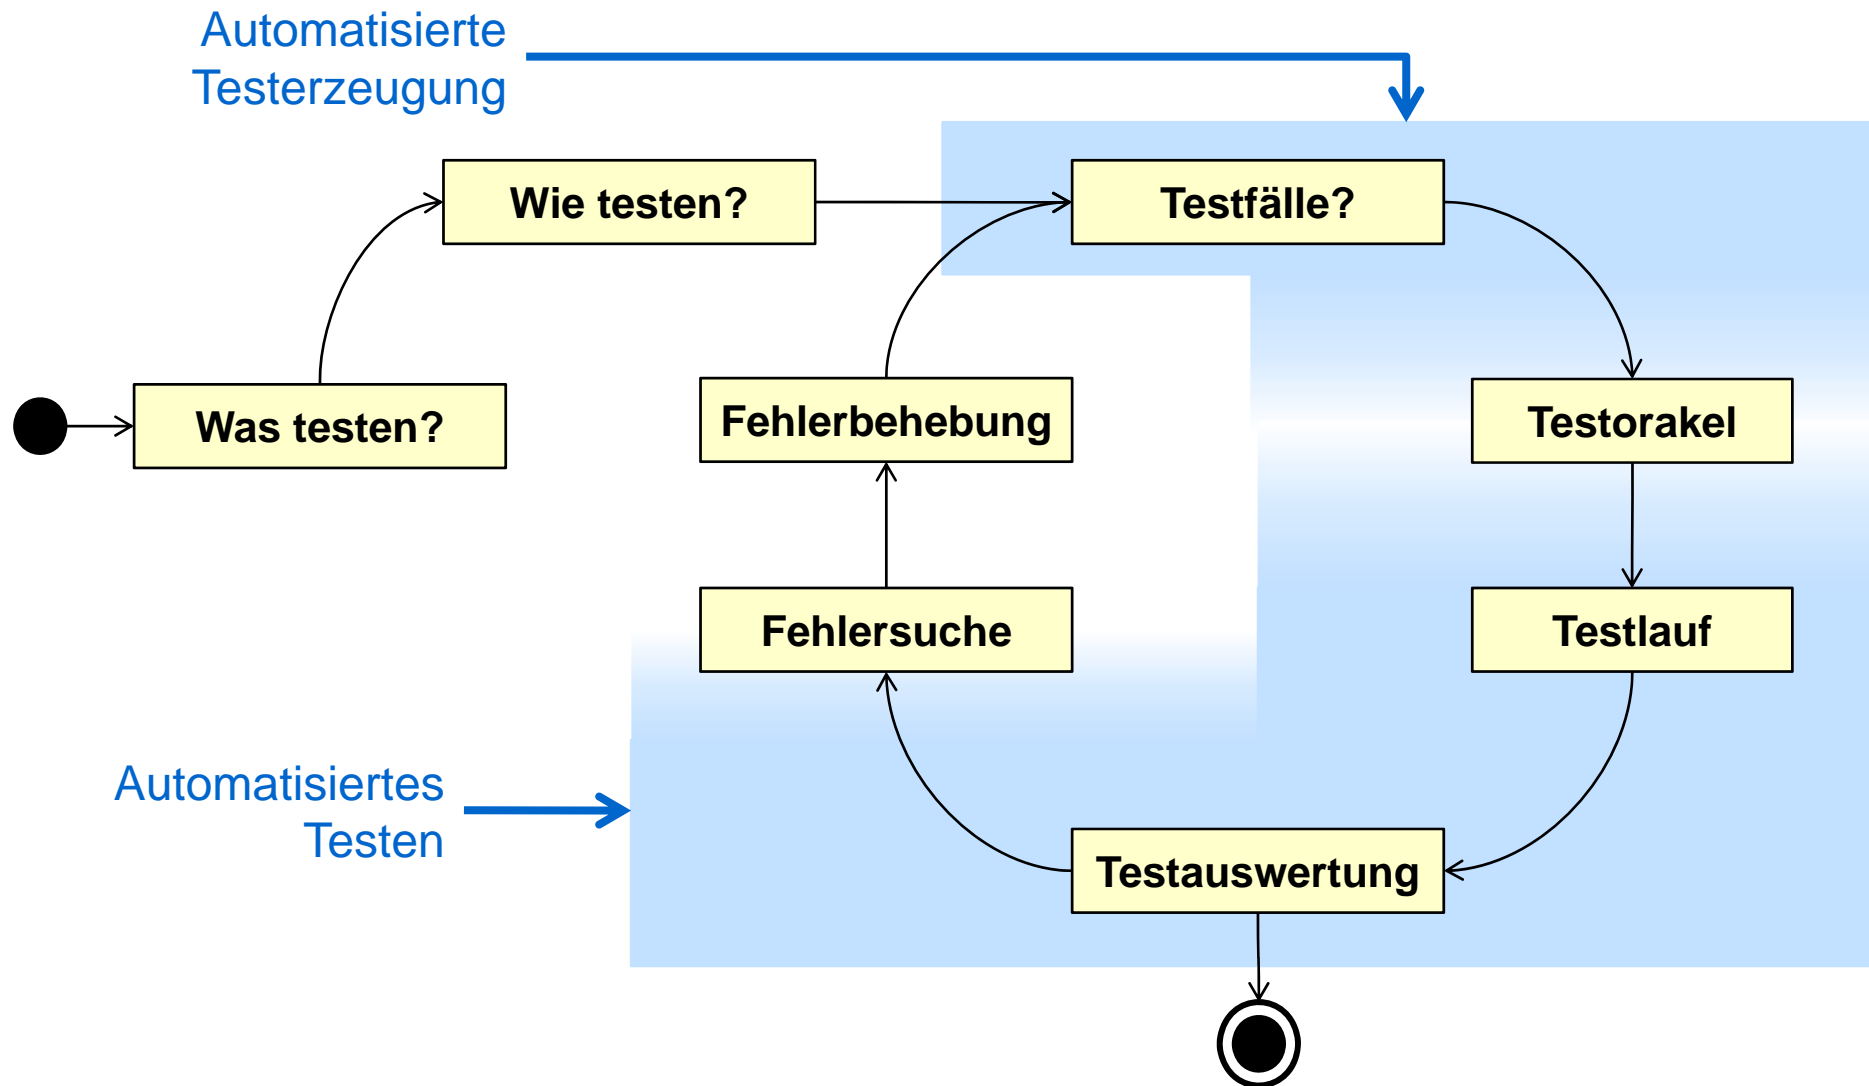 Automatisierte
Testerzeugung
Wie testen?
Testfälle?
Was testen?
Fehlerbehebung
Testorakel
Fehlersuche
Testlauf
Automatisiertes
Testen
Testauswertung